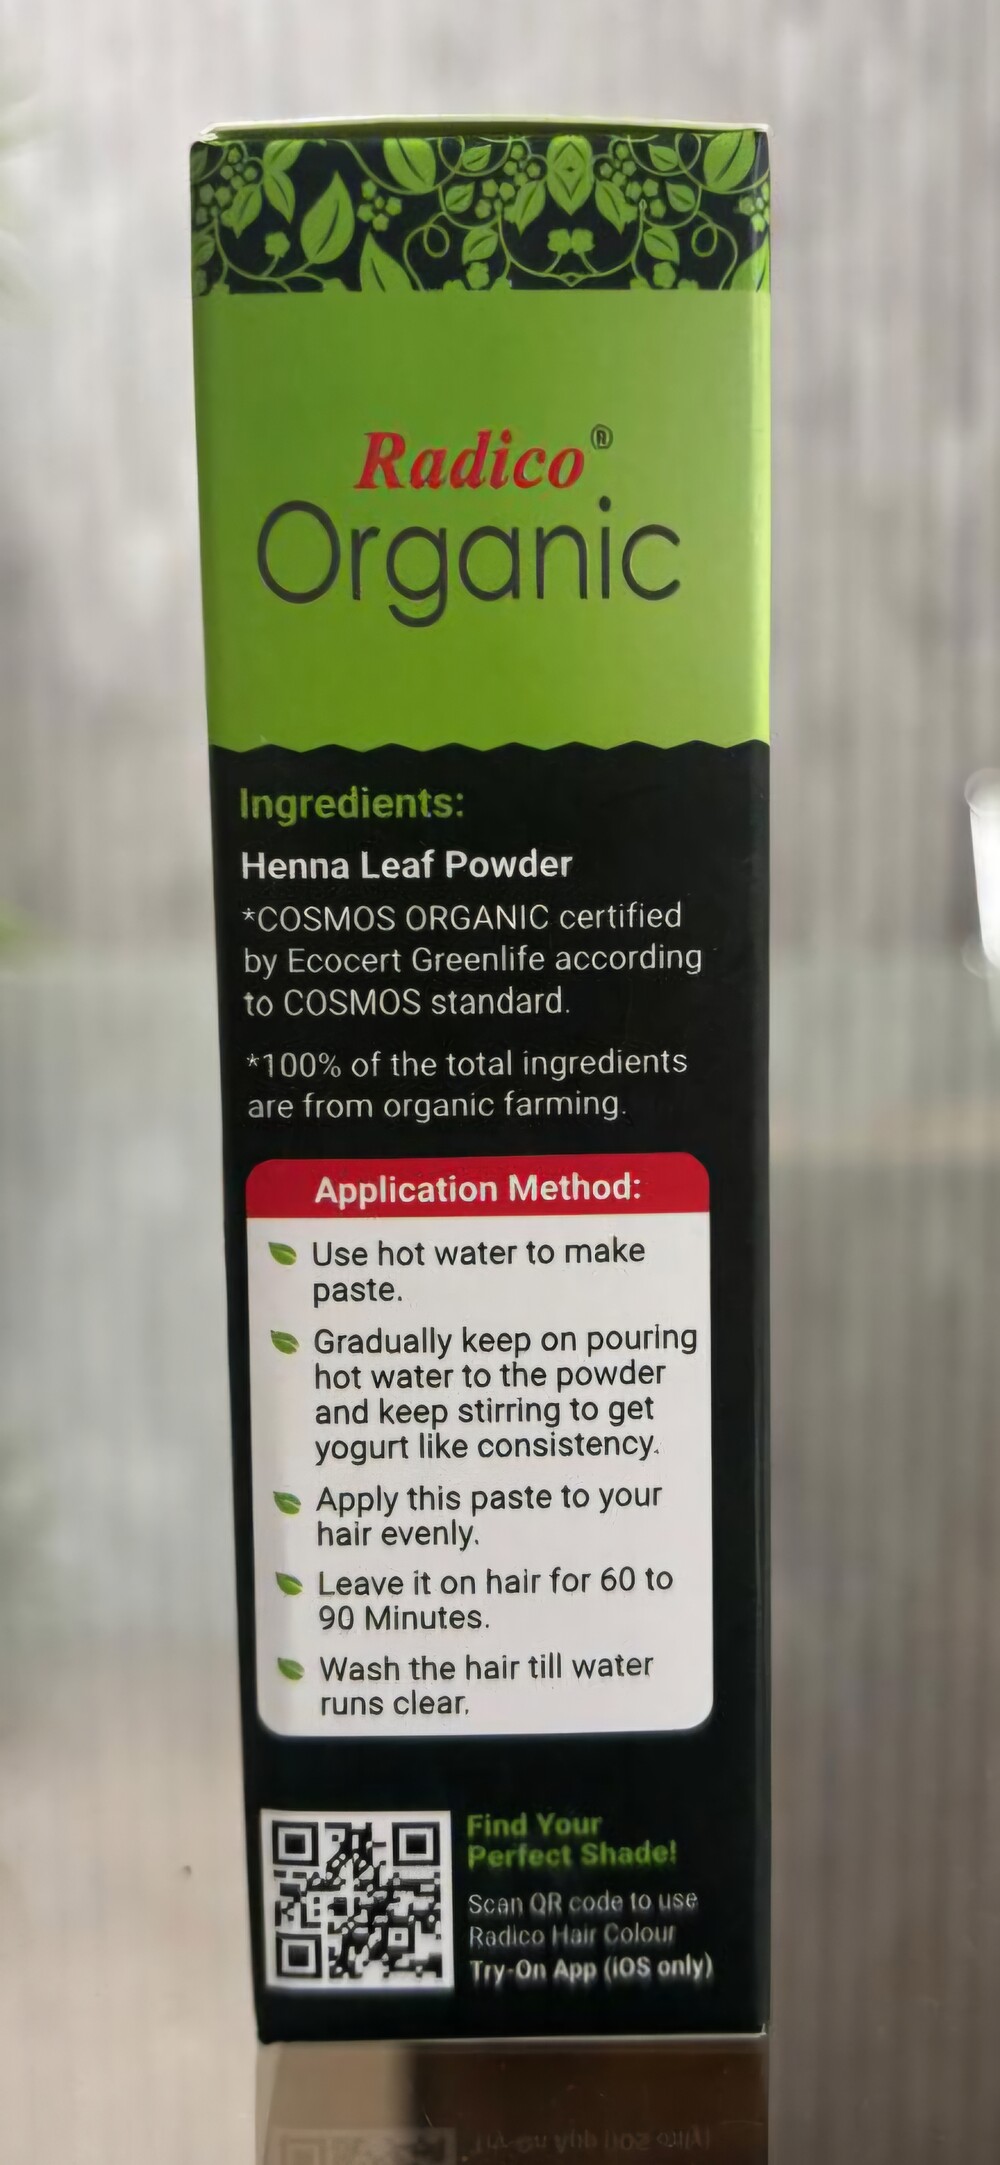 Radico®
Organic
Ingredients:
Henna Leaf Powder
*COSMOS ORGANIC certified
by Ecocert Greenlife according
to COSMOS standard.
*100% of the total ingredients
are from organic farming.
Application Method:
Use hot water to make
paste.
Gradually keep on pouring
hot water to the powder
and keep stirring to get
yogurt like consistency.
Apply this paste to your
hair evenly.
Leave it on hair for 60 to
90 Minutes.
Wash the hair till water
runs clear.
Find Your
Perfect Shade!
Scan QR code to use
Radico Hair Colour
Try-On App (iOS only)